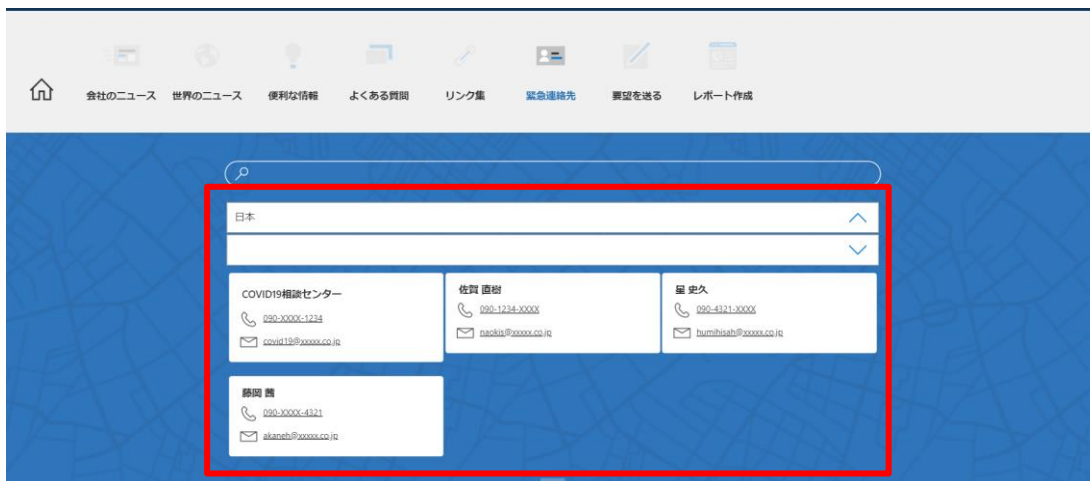 会社のニュース 世界のニュース 便利な情報 よくある質問 リンク集 緊急連絡先 要望を送る レポート作成
日本
COVID19相談センター
090-XXXX-1234
covid19@xxxxx.co.jp
佐賀 直樹
090-1234-XXXX
naokis@xxxxx.co.jp
星 史久
090-4321-XXXX
humihisah@xxxxx.co.jp
藤岡 茜
090-XXXX-4321
akaneh@xxxxx.co.jp